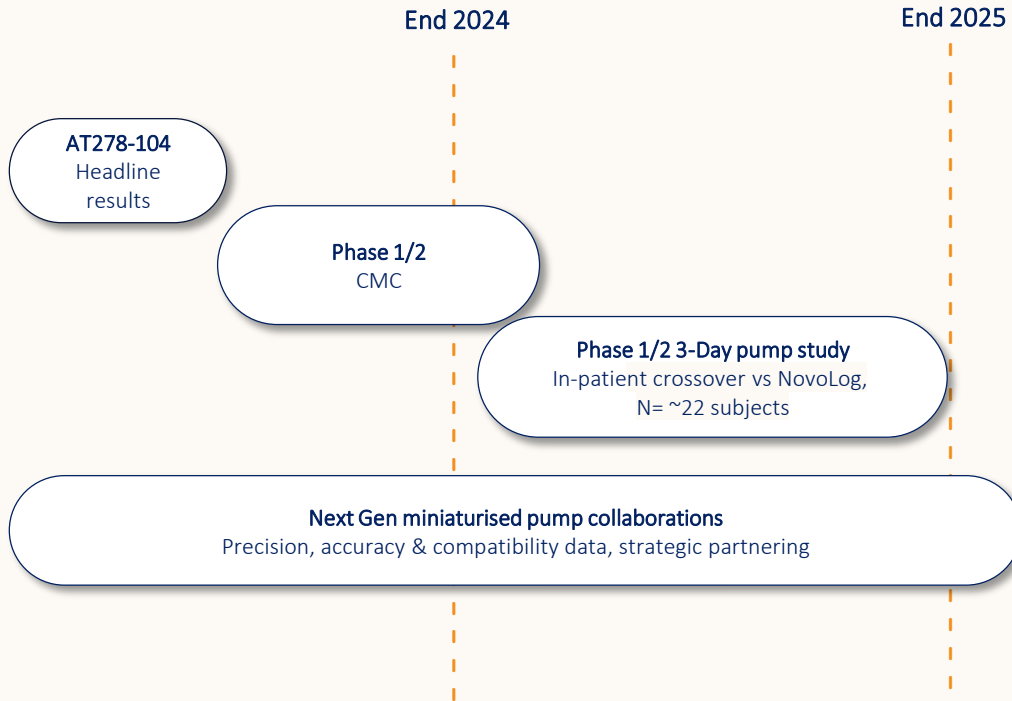 End 2024
End 2025
AT278-104
Headline
results
Phase 1/2
CMC
Phase 1/2 3-Day pump study
In-patient crossover vs NovoLog,
N= ~22 subjects
Next Gen miniaturised pump collaborations
Precision, accuracy & compatibility data, strategic partnering